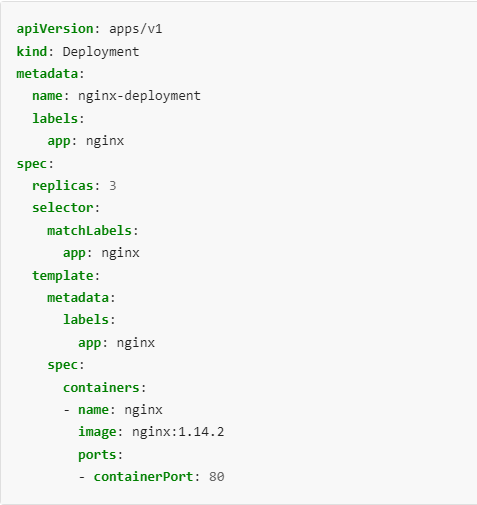 apiVersion: apps/v1
kind: Deployment
metadata:
  name: nginx-deployment
  labels:
    app: nginx
spec:
  replicas: 3
  selector:
    matchLabels:
      app: nginx
  template:
    metadata:
      labels:
        app: nginx
    spec:
      containers:
      - name: nginx
        image: nginx:1.14.2
        ports:
        - containerPort: 80